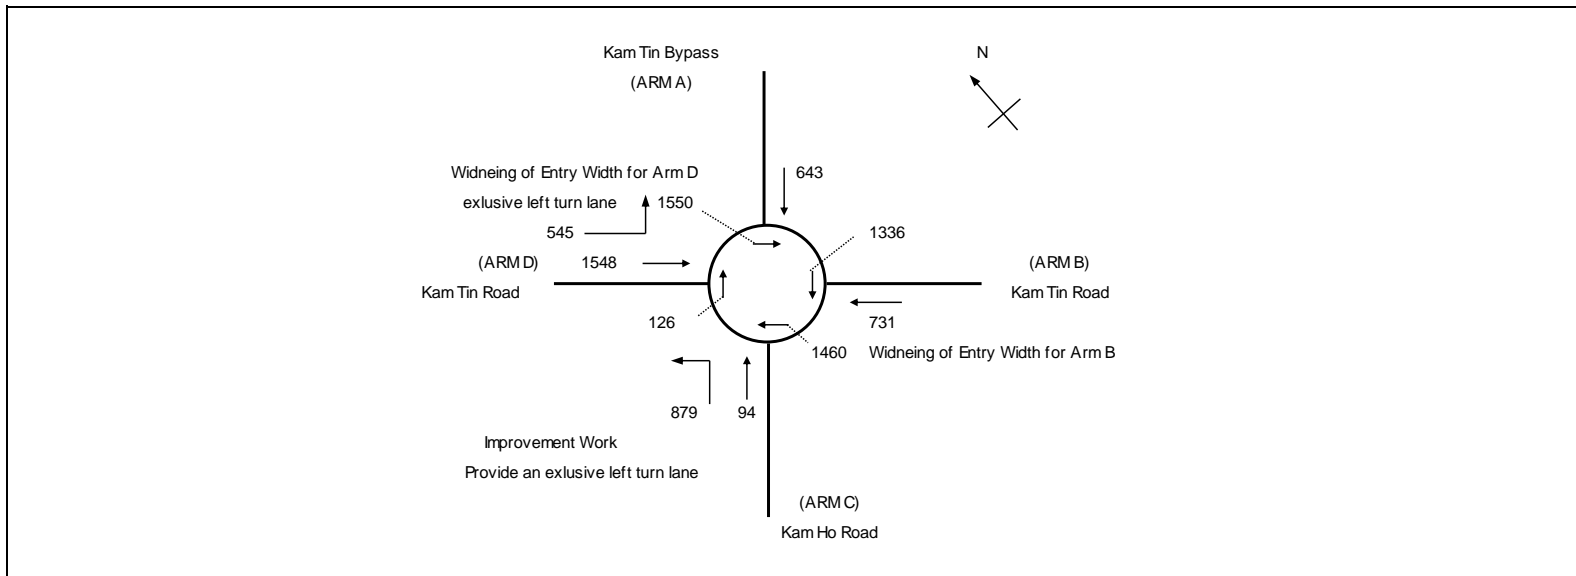 Kam Tin Bypass
N
(ARM A)
Widneing of Entry Width for Arm D
643
exlusive left turn lane
1550
545
1336
(ARM D)
1548
(ARM B)
Kam Tin Road
Kam Tin Road
126
731
1460
Widneing of Entry Width for Arm B
879
94
Improvement Work
Provide an exlusive left turn lane
(ARM C)
Kam Ho Road